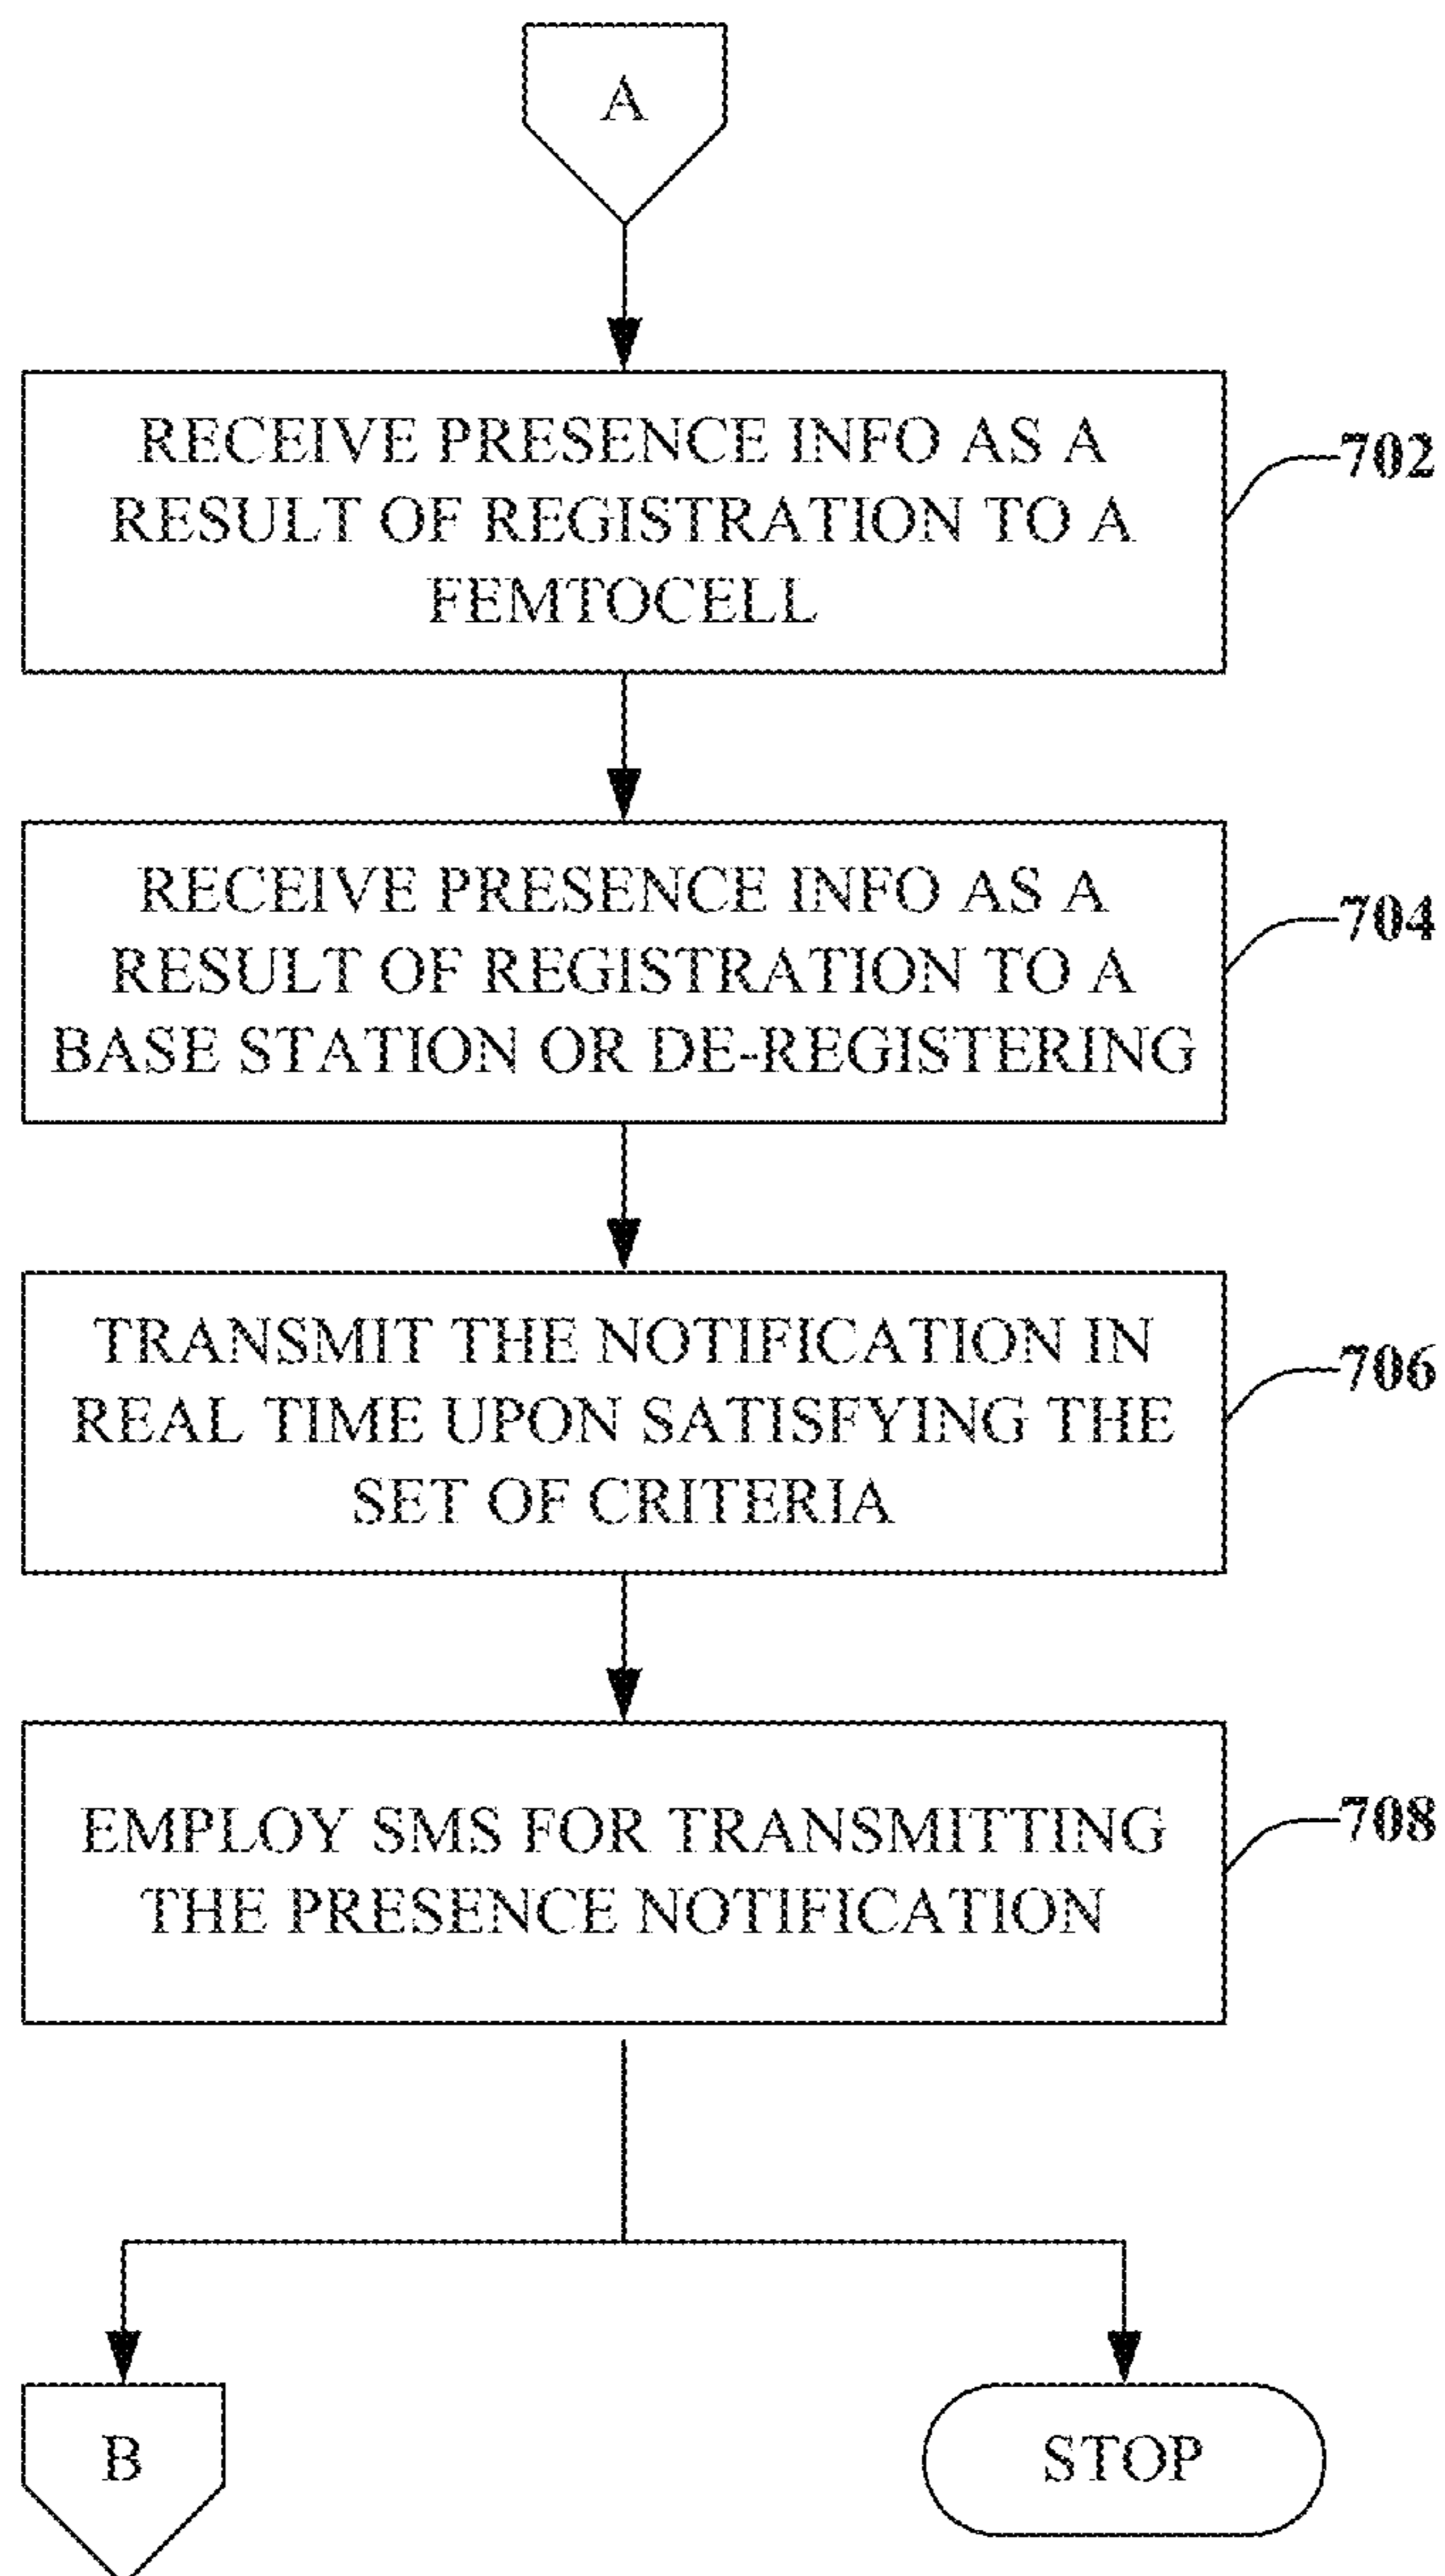 A
RECEIVE PRESENCE INFO AS A
RESULT OF REGISTRATION TO A
FEMTOCELL
702
RECEIVE PRESENCE INFO AS A
RESULT OF REGISTRATION TO A
BASE STATION OR DE-REGISTERING
704
TRANSMIT THE NOTIFICATION IN
REAL TIME UPON SATISFYING THE
SET OF CRITERIA
706
EMPLOY SMS FOR TRANSMITTING
THE PRESENCE NOTIFICATION
708
B
STOP